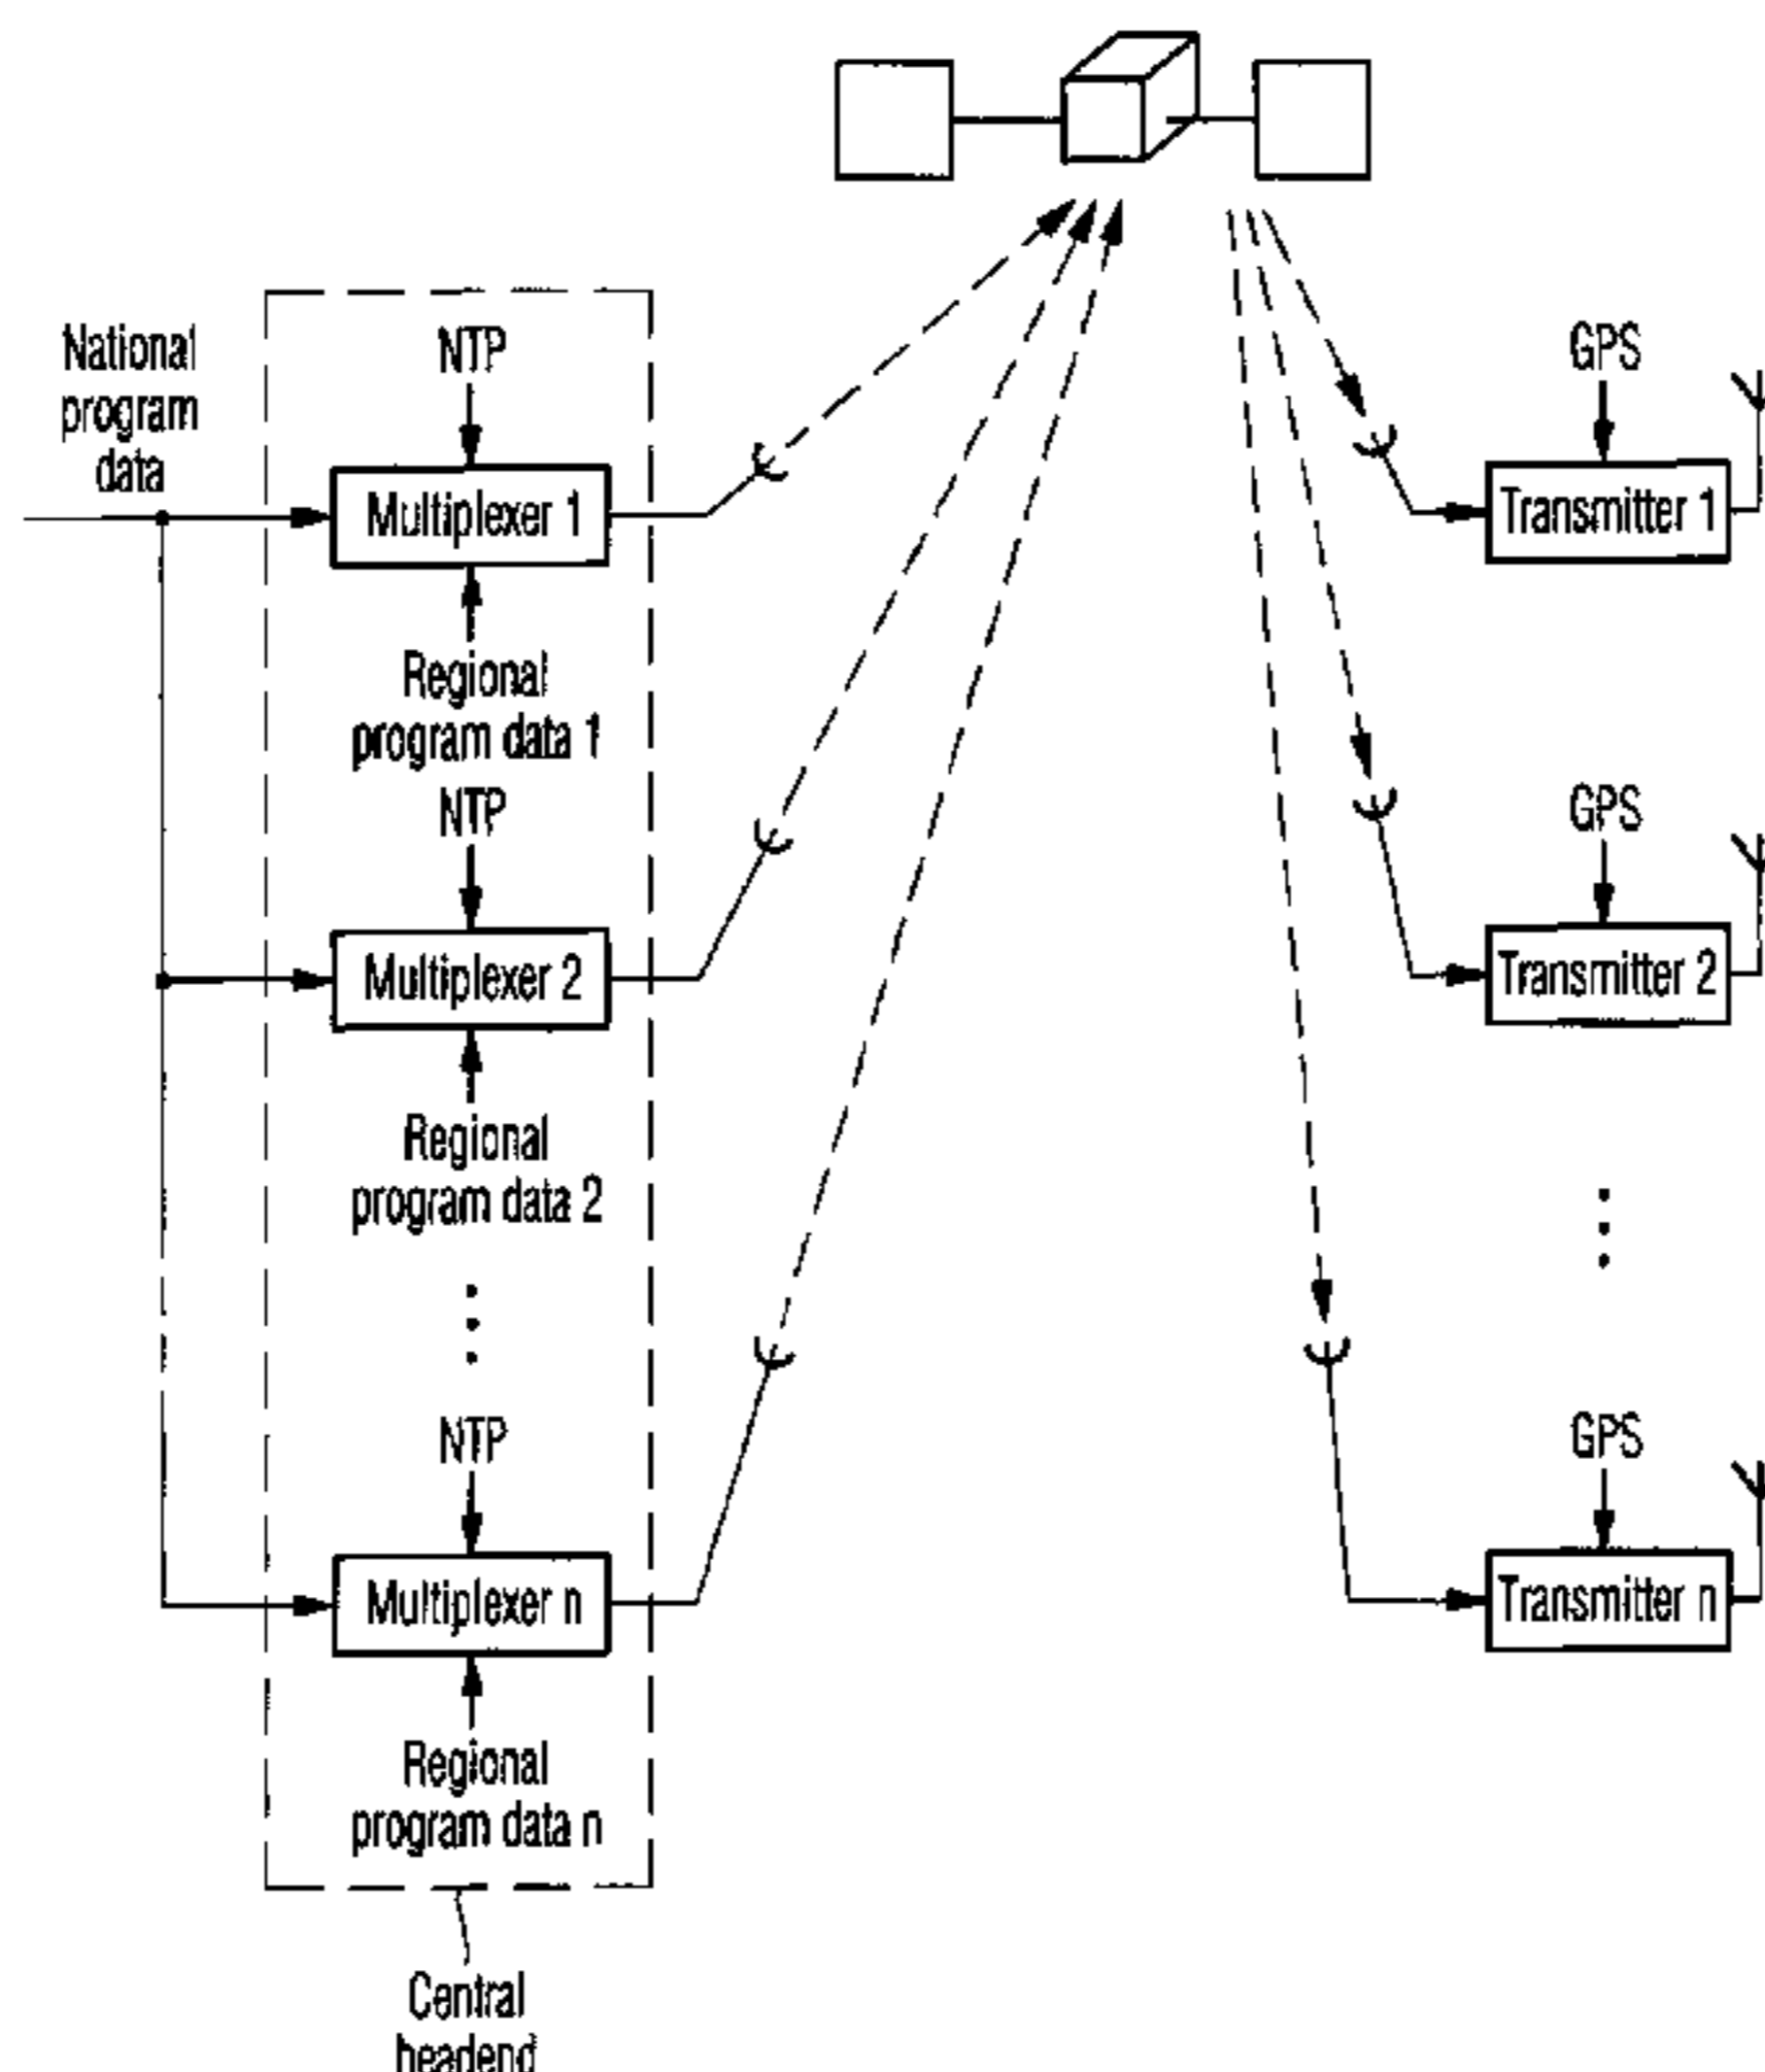 National
program
data
NTP
Multiplexer 1
Regional
program data 1
NTP
Multiplexer 2
Regional
program data 2
NTP
Multiplexer n
Regional
program data n
Central
headend
GPS
Transmitter 1
GPS
Transmitter 2
GPS
Transmitter n